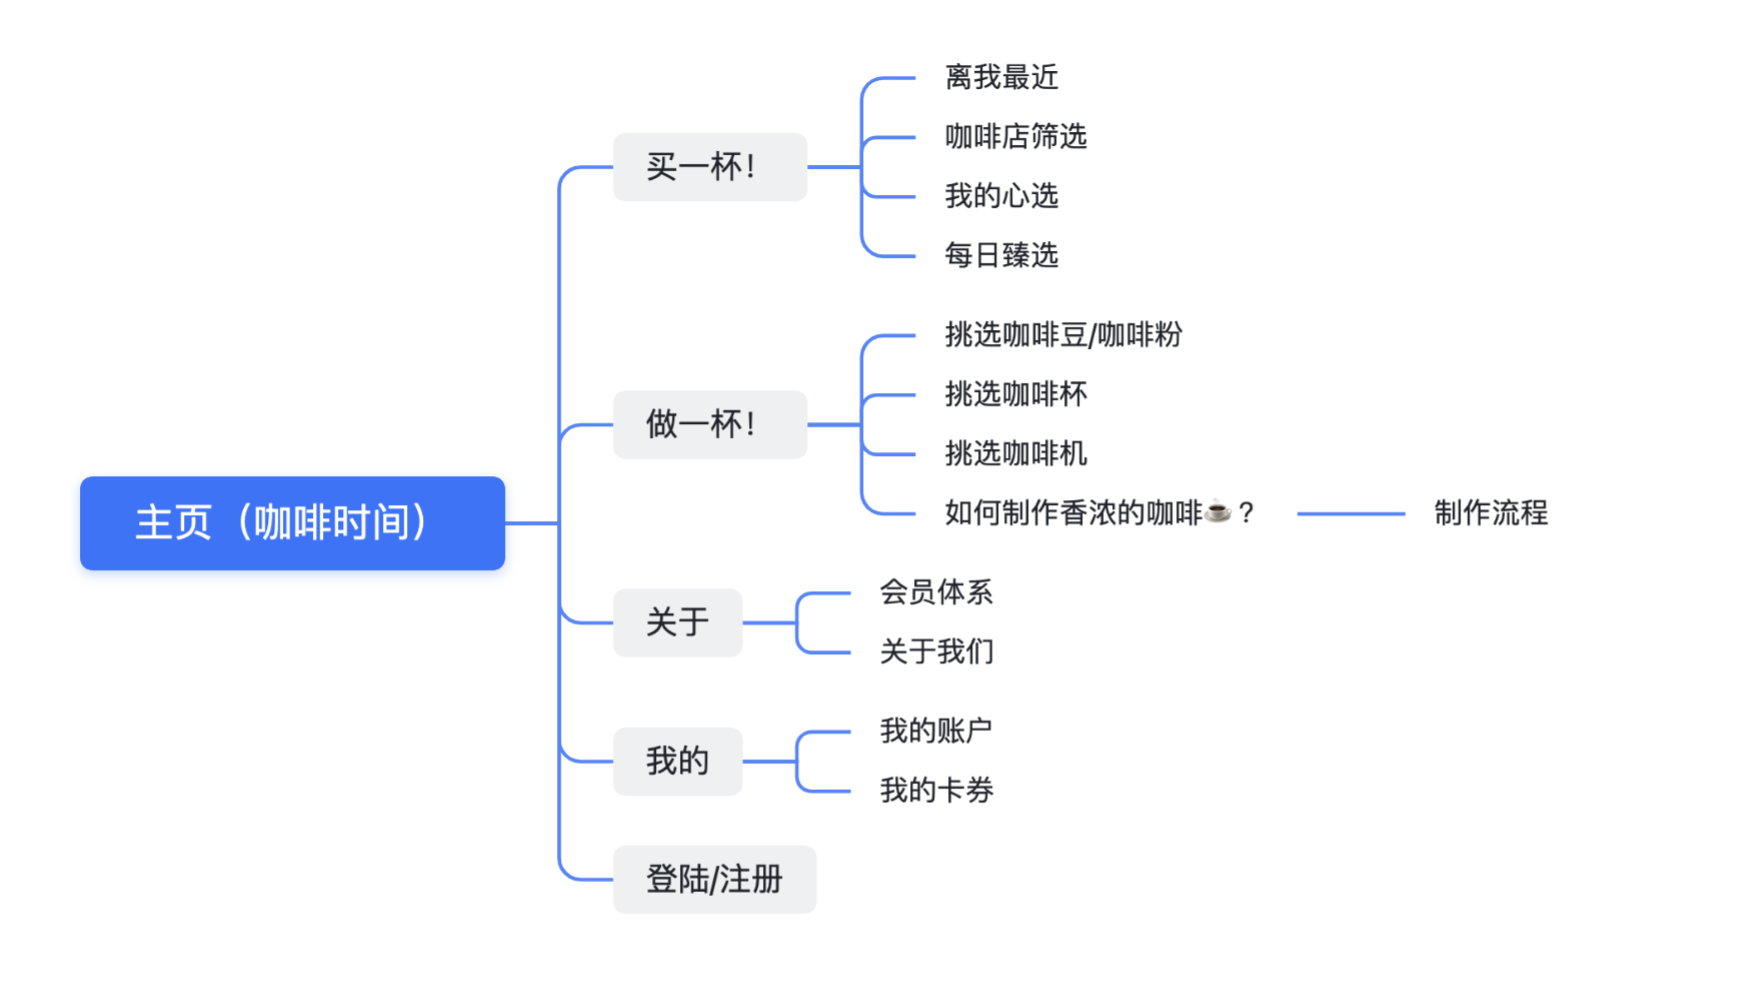 主页（咖啡时间）
买一杯！
离我最近
咖啡店筛选
我的心选
每日臻选
做一杯！
挑选咖啡豆/咖啡粉
挑选咖啡杯
挑选咖啡机
如何制作香浓的咖啡☕？
制作流程
关于
会员体系
关于我们
我的
我的账户
我的卡券
登陆/注册